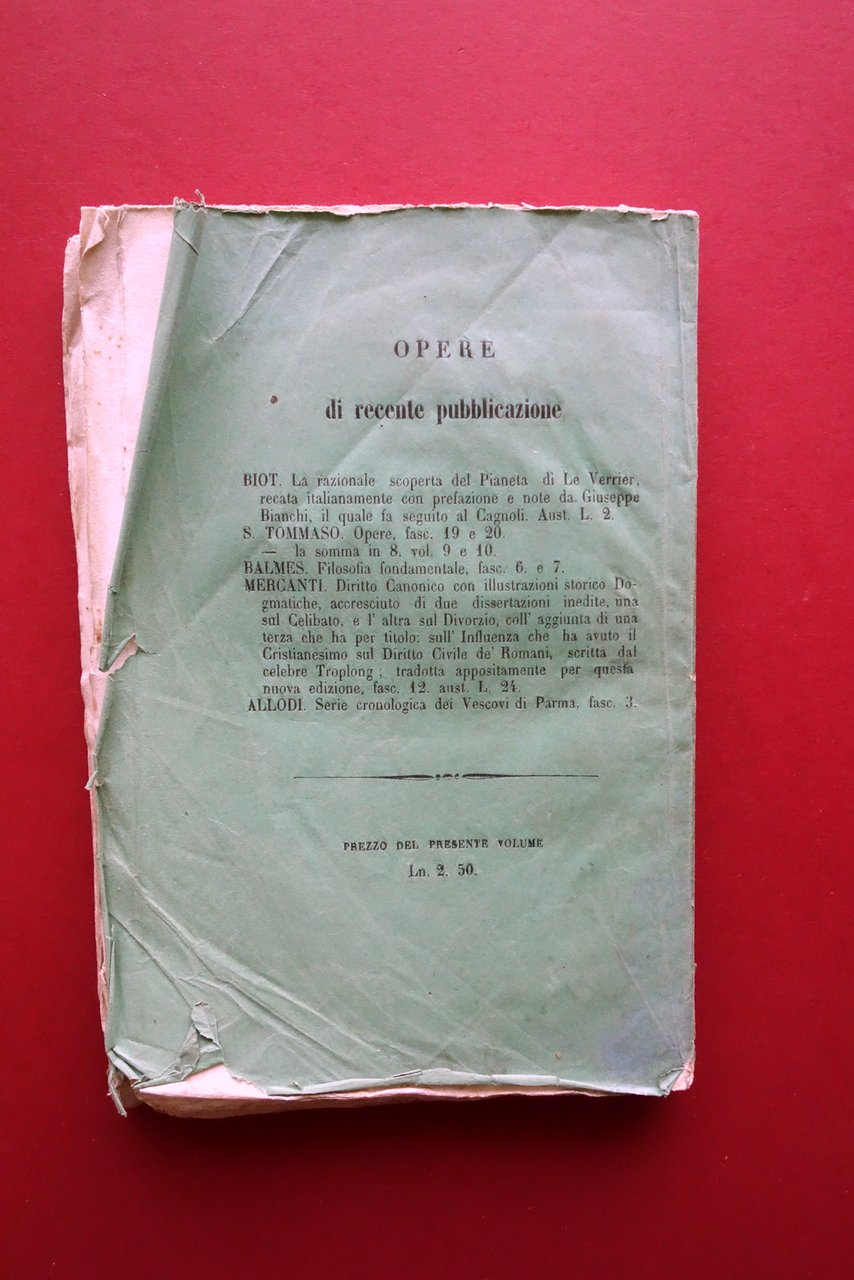 OPERE
di recente pubblicazione
BIOT. La razionale scoperta del Pianeta di Le Verrier,
recata italianamente con prefazione e note da Giuseppe
Bianchi, il quale fa seguito al Cagnoli. Aust. L. 2.
S. TOMMASO. Opere, fasc. 19 e 20.
— la somma in 8. vol. 9 e 10.
BALMES. Filosofia fondamentale, fasc. 6. e 7.
MERCANTI. Diritto Canonico con illustrazioni storico Do-
gmatiche, accresciuto di due dissertazioni inedite, una
sul Celibato, e l' altra sul Divorzio, coll' aggiunta di una
terza che ha per titolo: sull' Influenza che ha avuto il
Cristianesimo sul Diritto Civile de' Romani, scritta dal
celebre Troplong; tradotta appositamente per questa
nuova edizione, fasc. 12. aust. L. 24.
ALLODI. Serie cronologica dei Vescovi di Parma, fasc. 3.
PREZZO DEL PRESENTE VOLUME
Ln. 2. 50.